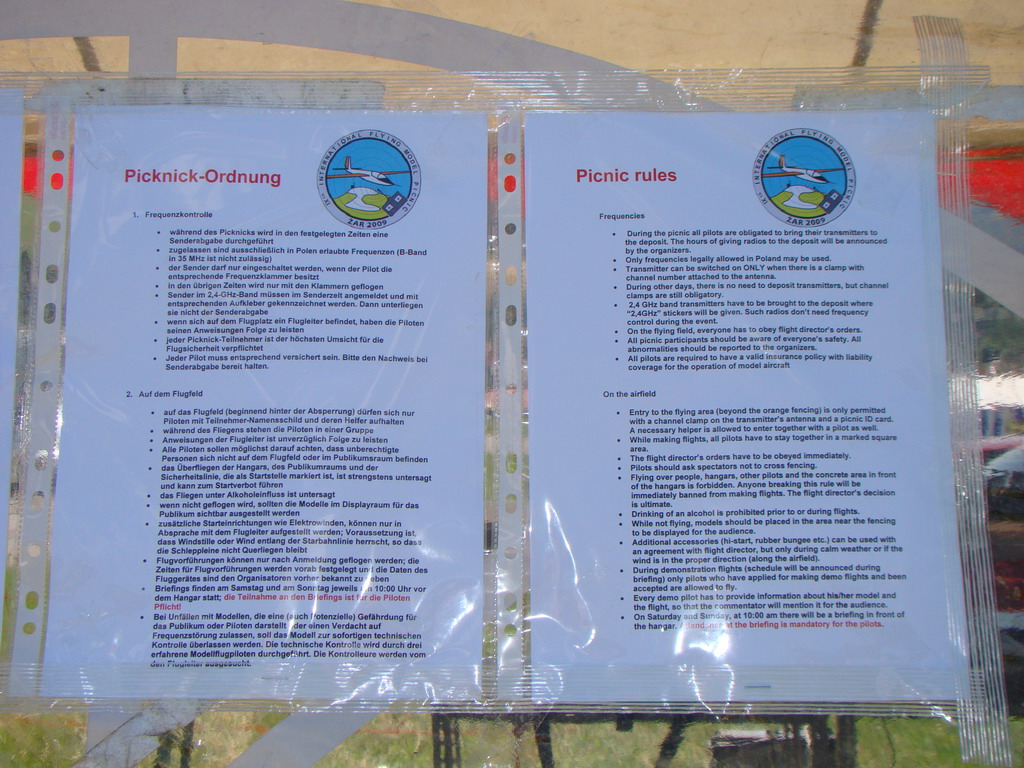 Picknick-Ordnung
INTERNATIONAL FLYING MODEL PICNIC
ŻAR 2009
1. Frequenzkontrolle
• während des Picknicks wird in den festgelegten Zeiten eine
Senderabgabe durchgeführt
• zugelassen sind ausschließlich in Polen erlaubte Frequenzen (B-Band
in 35 MHz ist nicht zulässig)
• der Sender darf nur eingeschaltet werden, wenn der Pilot die
entsprechende Frequenzklammer besitzt
• in den übrigen Zeiten wird nur mit den Klammern geflogen
• Sender im 2,4-GHz-Band müssen im Senderzeit angemeldet und mit
entsprechenden Aufkleber gekennzeichnet werden. Dann unterliegen
sie nicht der Senderabgabe
• wenn sich auf dem Flugplatz ein Flugleiter befindet, haben die Piloten
seinen Anweisungen Folge zu leisten
• jeder Picknick-Teilnehmer ist der höchsten Umsicht für die
Flugsicherheit verpflichtet
• Jeder Pilot muss entsprechend versichert sein. Bitte den Nachweis bei
Senderabgabe bereit halten.
2. Auf dem Flugfeld
• auf das Flugfeld (beginnend hinter der Absperrung) dürfen sich nur
Piloten mit Teilnehmer-Namensschild und deren Helfer aufhalten
• während des Fliegens stehen die Piloten in einer Gruppe
• Anweisungen der Flugleiter ist unverzüglich Folge zu leisten
• Alle Piloten sollen möglichst darauf achten, dass unberechtigte
Personen sich nicht auf dem Flugfeld oder im Publikumsraum befinden
• das Überfliegen der Hangars, des Publikumraums und der
Sicherheitslinie, die als Startstelle markiert ist, ist strengstens untersagt
und kann zum Startverbot führen
• das Fliegen unter Alkoholeinfluss ist untersagt
• wenn nicht geflogen wird, sollten die Modelle im Displayraum für das
Publikum sichtbar ausgestellt werden
• zusätzliche Starteinrichtungen wie Elektrowinden, können nur in
Absprache mit dem Flugleiter aufgestellt werden; Voraussetzung ist,
dass Windstille oder Wind entlang der Startbahnlinie herrscht, so dass
die Schleppleine nicht Querliegen bleibt
• Flugvorführungen können nur nach Anmeldung geflogen werden; die
Zeiten für Flugvorführungen werden vorab festgelegt und die Daten des
Fluggerätes sind den Organisatoren vorher bekannt zu geben
• Briefings finden am Samstag und am Sonntag jeweils um 10:00 Uhr vor
dem Hangar statt; die Teilnahme an den Briefings ist für die Piloten
Pflicht!
• Bei Unfällen mit Modellen, die eine (auch Potenzielle) Gefährdung für
das Publikum oder Piloten darstellt oder einen Verdacht auf
Frequenzstörung zulassen, soll das Modell zur sofortigen technischen
Kontrolle überlassen werden. Die technische Kontrolle wird durch drei
erfahrene Modellflugpiloten durchgeführt. Die Kontrolleure werden vom
den Flugleiter ausgesucht.
Picnic rules
INTERNATIONAL FLYING MODEL PICNIC
ŻAR 2009
Frequencies
• During the picnic all pilots are obligated to bring their transmitters to
the deposit. The hours of giving radios to the deposit will be announced
by the organizers.
• Only frequencies legally allowed in Poland may be used.
• Transmitter can be switched on ONLY when there is a clamp with
channel number attached to the antenna.
• During other days, there is no need to deposit transmitters, but channel
clamps are still obligatory.
• 2,4 GHz band transmitters have to be brought to the deposit where
"2,4GHz" stickers will be given. Such radios don't need frequency
control during the event.
• On the flying field, everyone has to obey flight director's orders.
• All picnic participants should be aware of everyone's safety. All
abnormalities should be reported to the organizers.
• All pilots are required to have a valid insurance policy with liability
coverage for the operation of model aircraft
On the airfield
• Entry to the flying area (beyond the orange fencing) is only permitted
with a channel clamp on the transmitter's antenna and a picnic ID card.
A necessary helper is allowed to enter together with a pilot as well.
• While making flights, all pilots have to stay together in a marked square
area.
• The flight director's orders have to be obeyed immediately.
• Pilots should ask spectators not to cross fencing.
• Flying over people, hangars, other pilots and the concrete area in front
of the hangars is forbidden. Anyone breaking this rule will be
immediately banned from making flights. The flight director's decision
is ultimate.
• Drinking of an alcohol is prohibited prior to or during flights.
• While not flying, models should be placed in the area near the fencing
to be displayed for the audience.
• Additional accessories (hi-start, rubber bungee etc.) can be used with
an agreement with flight director, but only during calm weather or if the
wind is in the proper direction (along the airfield).
• During demonstration flights (schedule will be announced during
briefing) only pilots who have applied for making demo flights and been
accepted are allowed to fly.
• Every demo pilot has to provide information about his/her model and
the flight, so that the commentator will mention it for the audience.
• On Saturday and Sunday, at 10:00 am there will be a briefing in front of
the hangar. at the briefing is mandatory for the pilots.